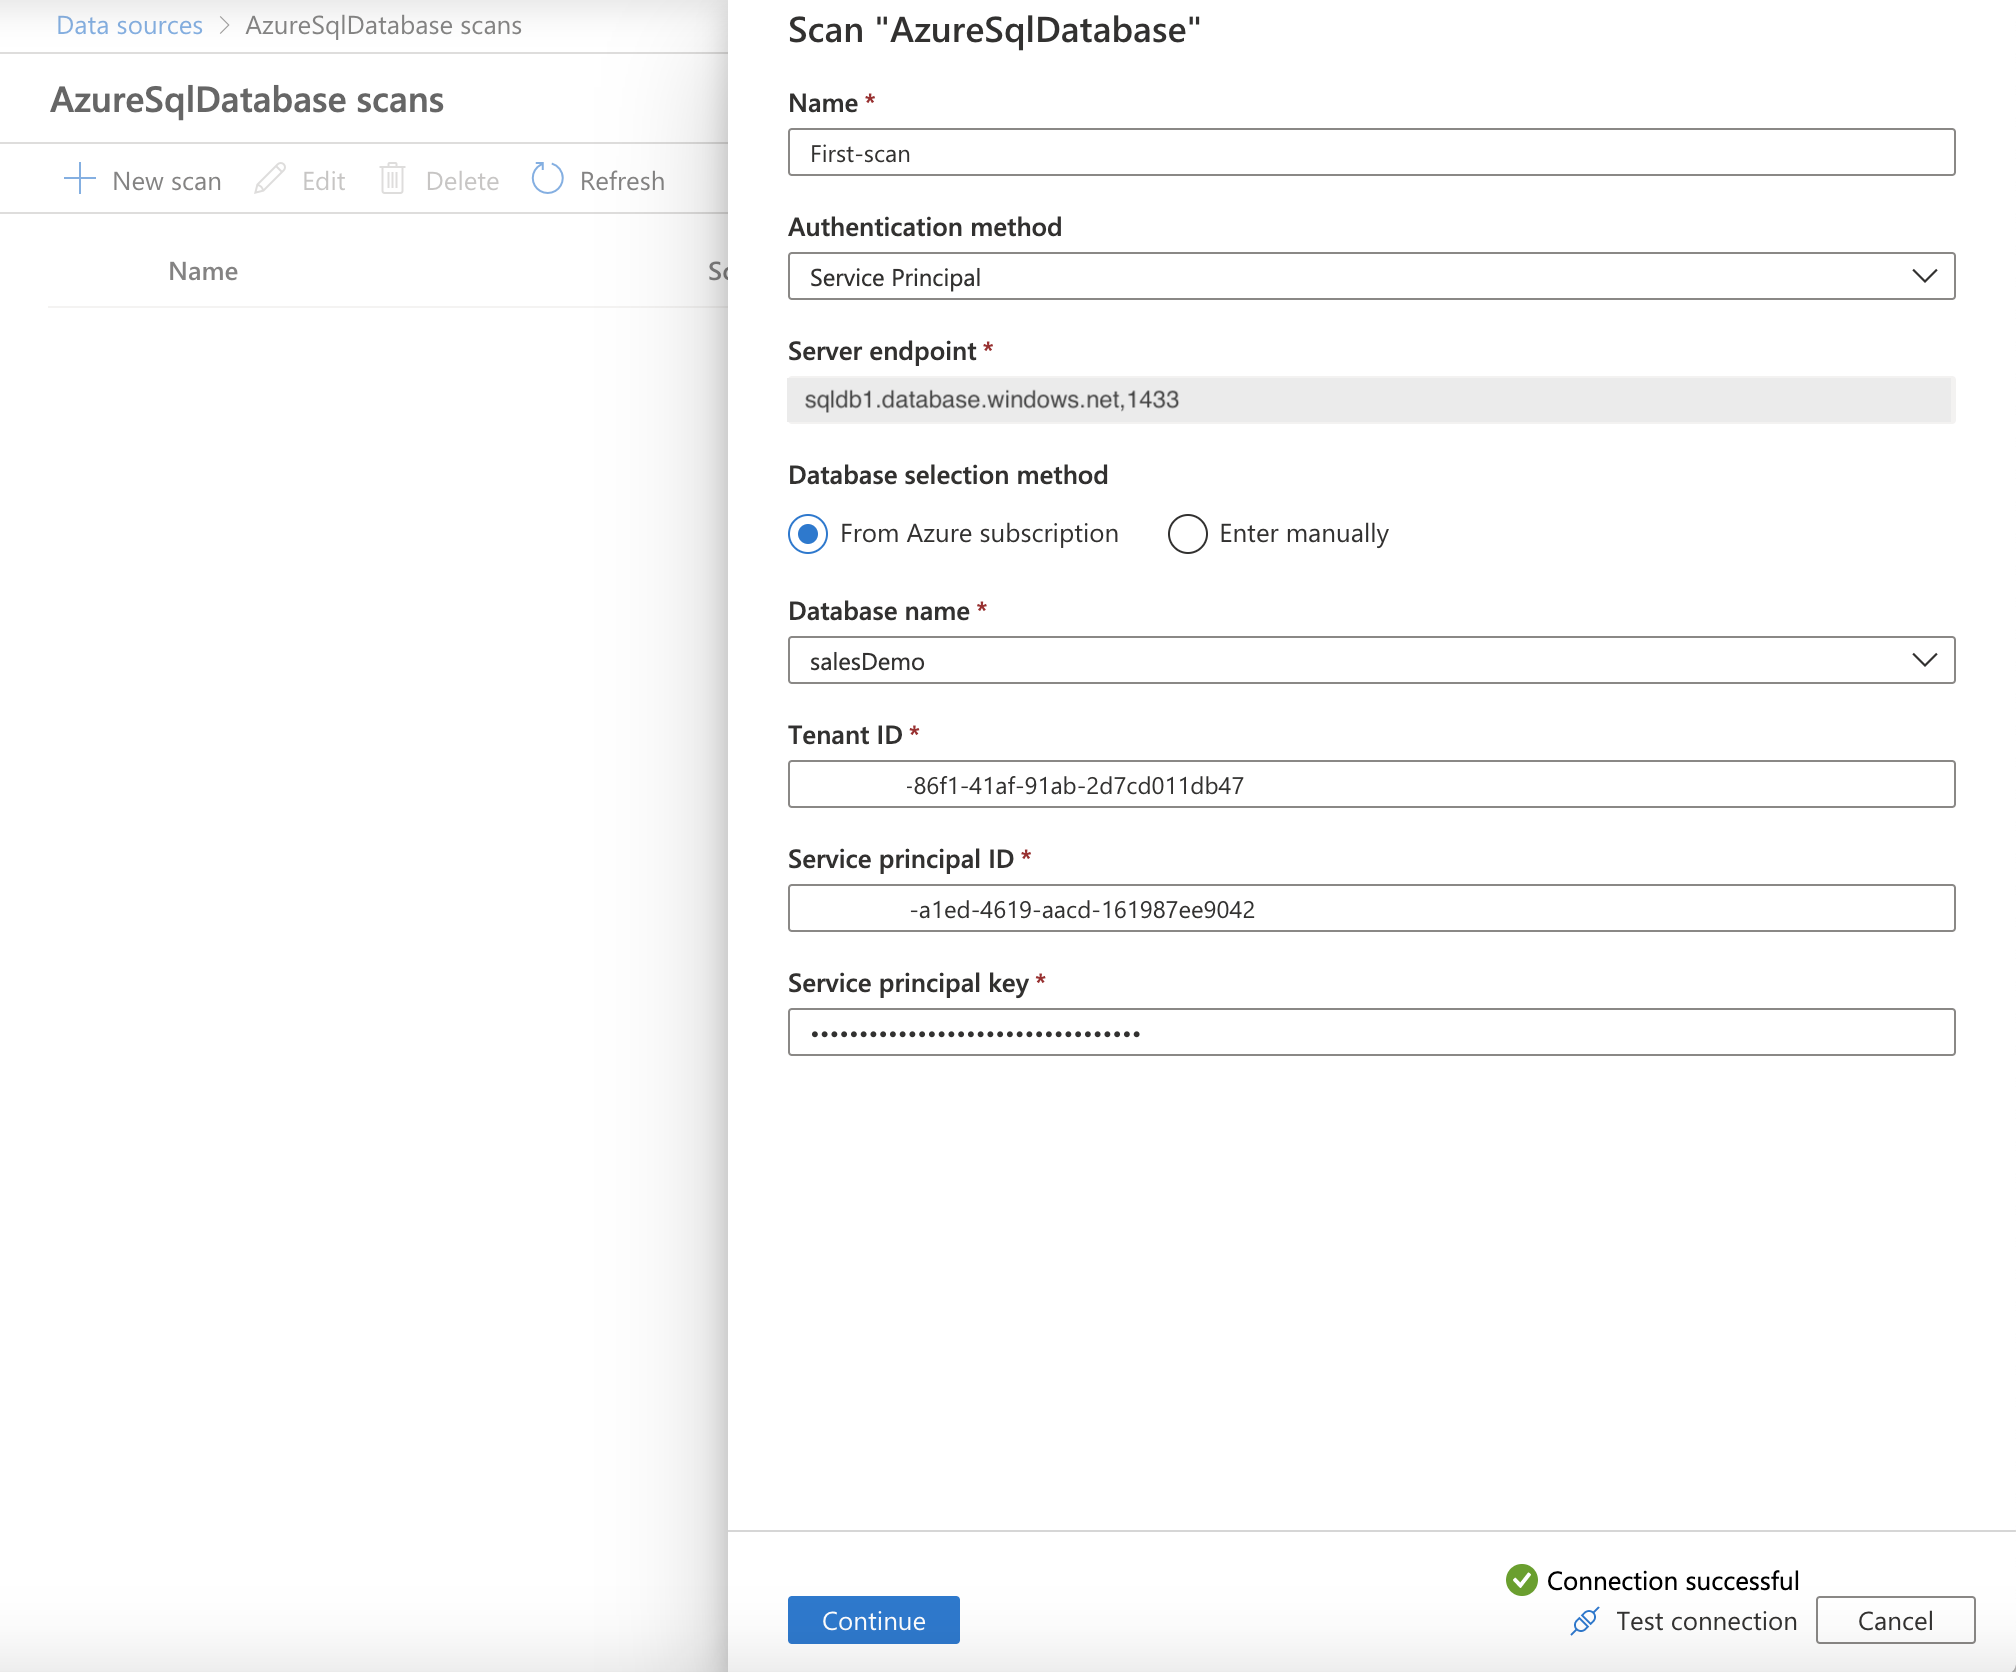 Data sources > AzureSqlDatabase scans
AzureSqlDatabase scans
New scan Edit Delete Refresh
Name
Scan "AzureSqlDatabase"
Name *
First-scan
Authentication method
Service Principal
Server endpoint *
sqldb1.database.windows.net,1433
Database selection method
From Azure subscription Enter manually
Database name *
salesDemo
Tenant ID *
-86f1-41af-91ab-2d7cd011db47
Service principal ID *
-a1ed-4619-aacd-161987ee9042
Service principal key *
••••••••••••••••••••••••••••••••••
Connection successful
Continue Test connection Cancel